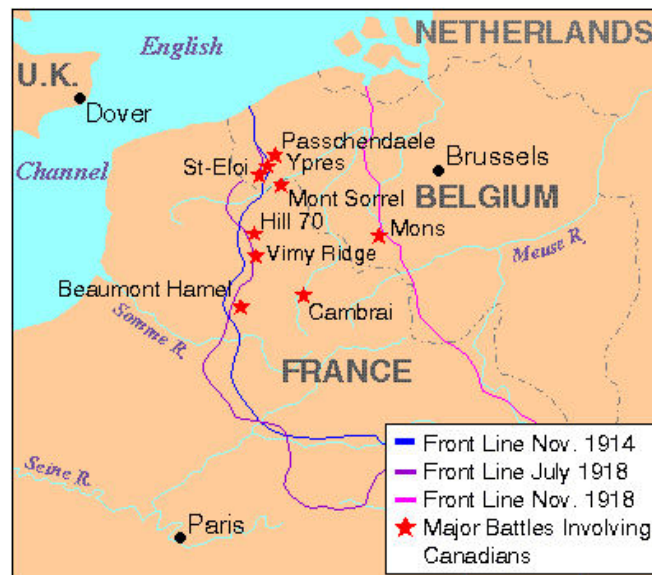 NETHERLANDS
English
U.K.
Dover
Channel
Passchendaele
Ypres
St-Eloi
Brussels
Mont Sorrel
BELGIUM
Hill 70
Mons
Vimy Ridge
Meuse R.
Beaumont Hamel
Cambrai
Somme R.
FRANCE
Seine R.
Paris
Front Line Nov. 1914
Front Line July 1918
Front Line Nov. 1918
Major Battles Involving
Canadians